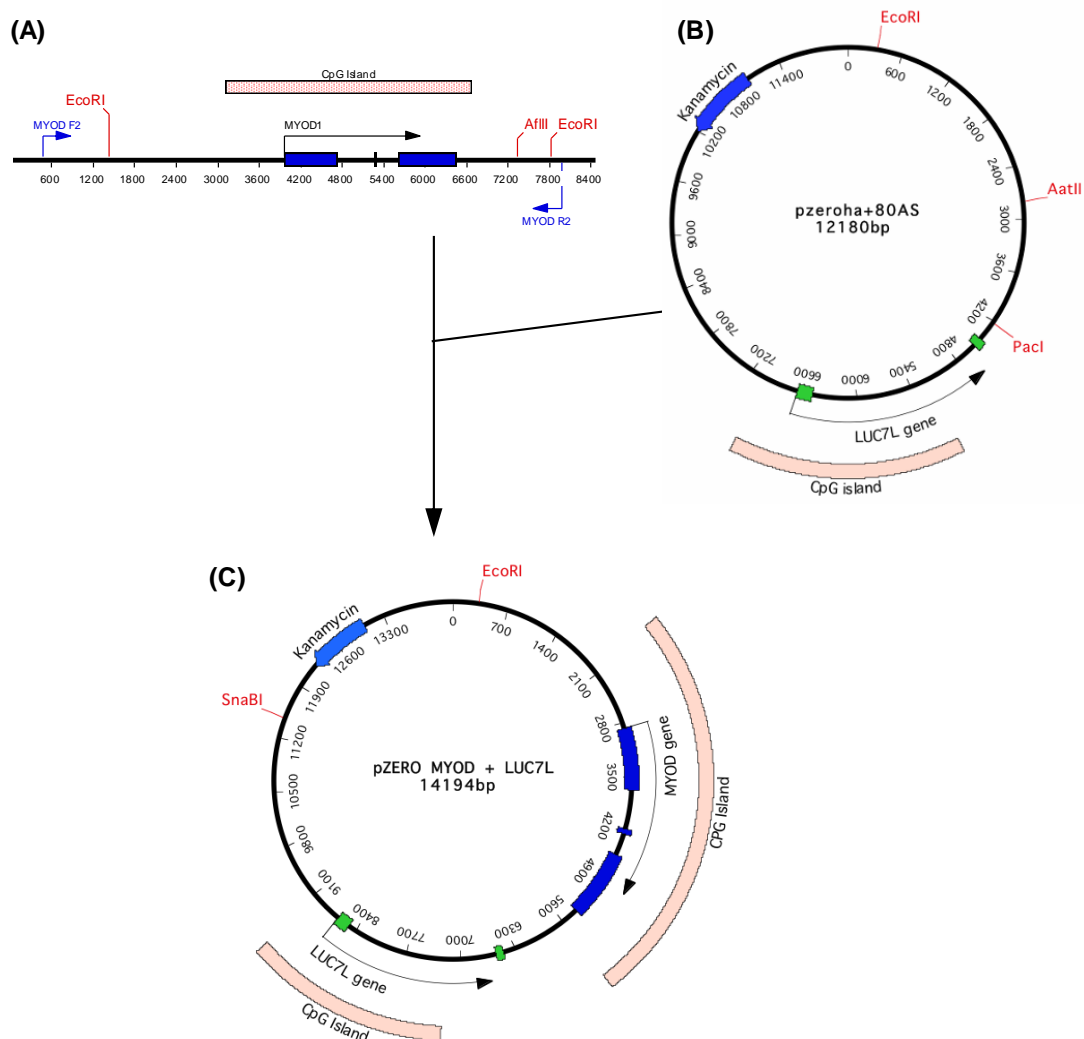 (A)
CpG Island
EcoRI
MYOD F2
MYOD1
AflII EcoRI
600 1200 1800 2400 3000 3600 4200 4800 5400 6000 6600 7200 7800 8400
MYOD R2
(B)
EcoRI
AatII
PacI
Kanamycin
pzeroha+80AS
12180bp
0 600 1200 1800 2400 3000 3600 4200 4800 5400 6000 6600 7200 7800 8400 9000 9600 10200 10800 11400
LUC7L gene
CpG island
(C)
EcoRI
Kanamycin
SnaBI
pZERO MYOD + LUC7L
14194bp
0 700 1400 2100 2800 3500 4200 4900 5600 6300 7000 7700 8400 9100 9800 10500 11200 11900 12600 13300
MYOD gene
CPG Island
LUC7L gene
CpG Island